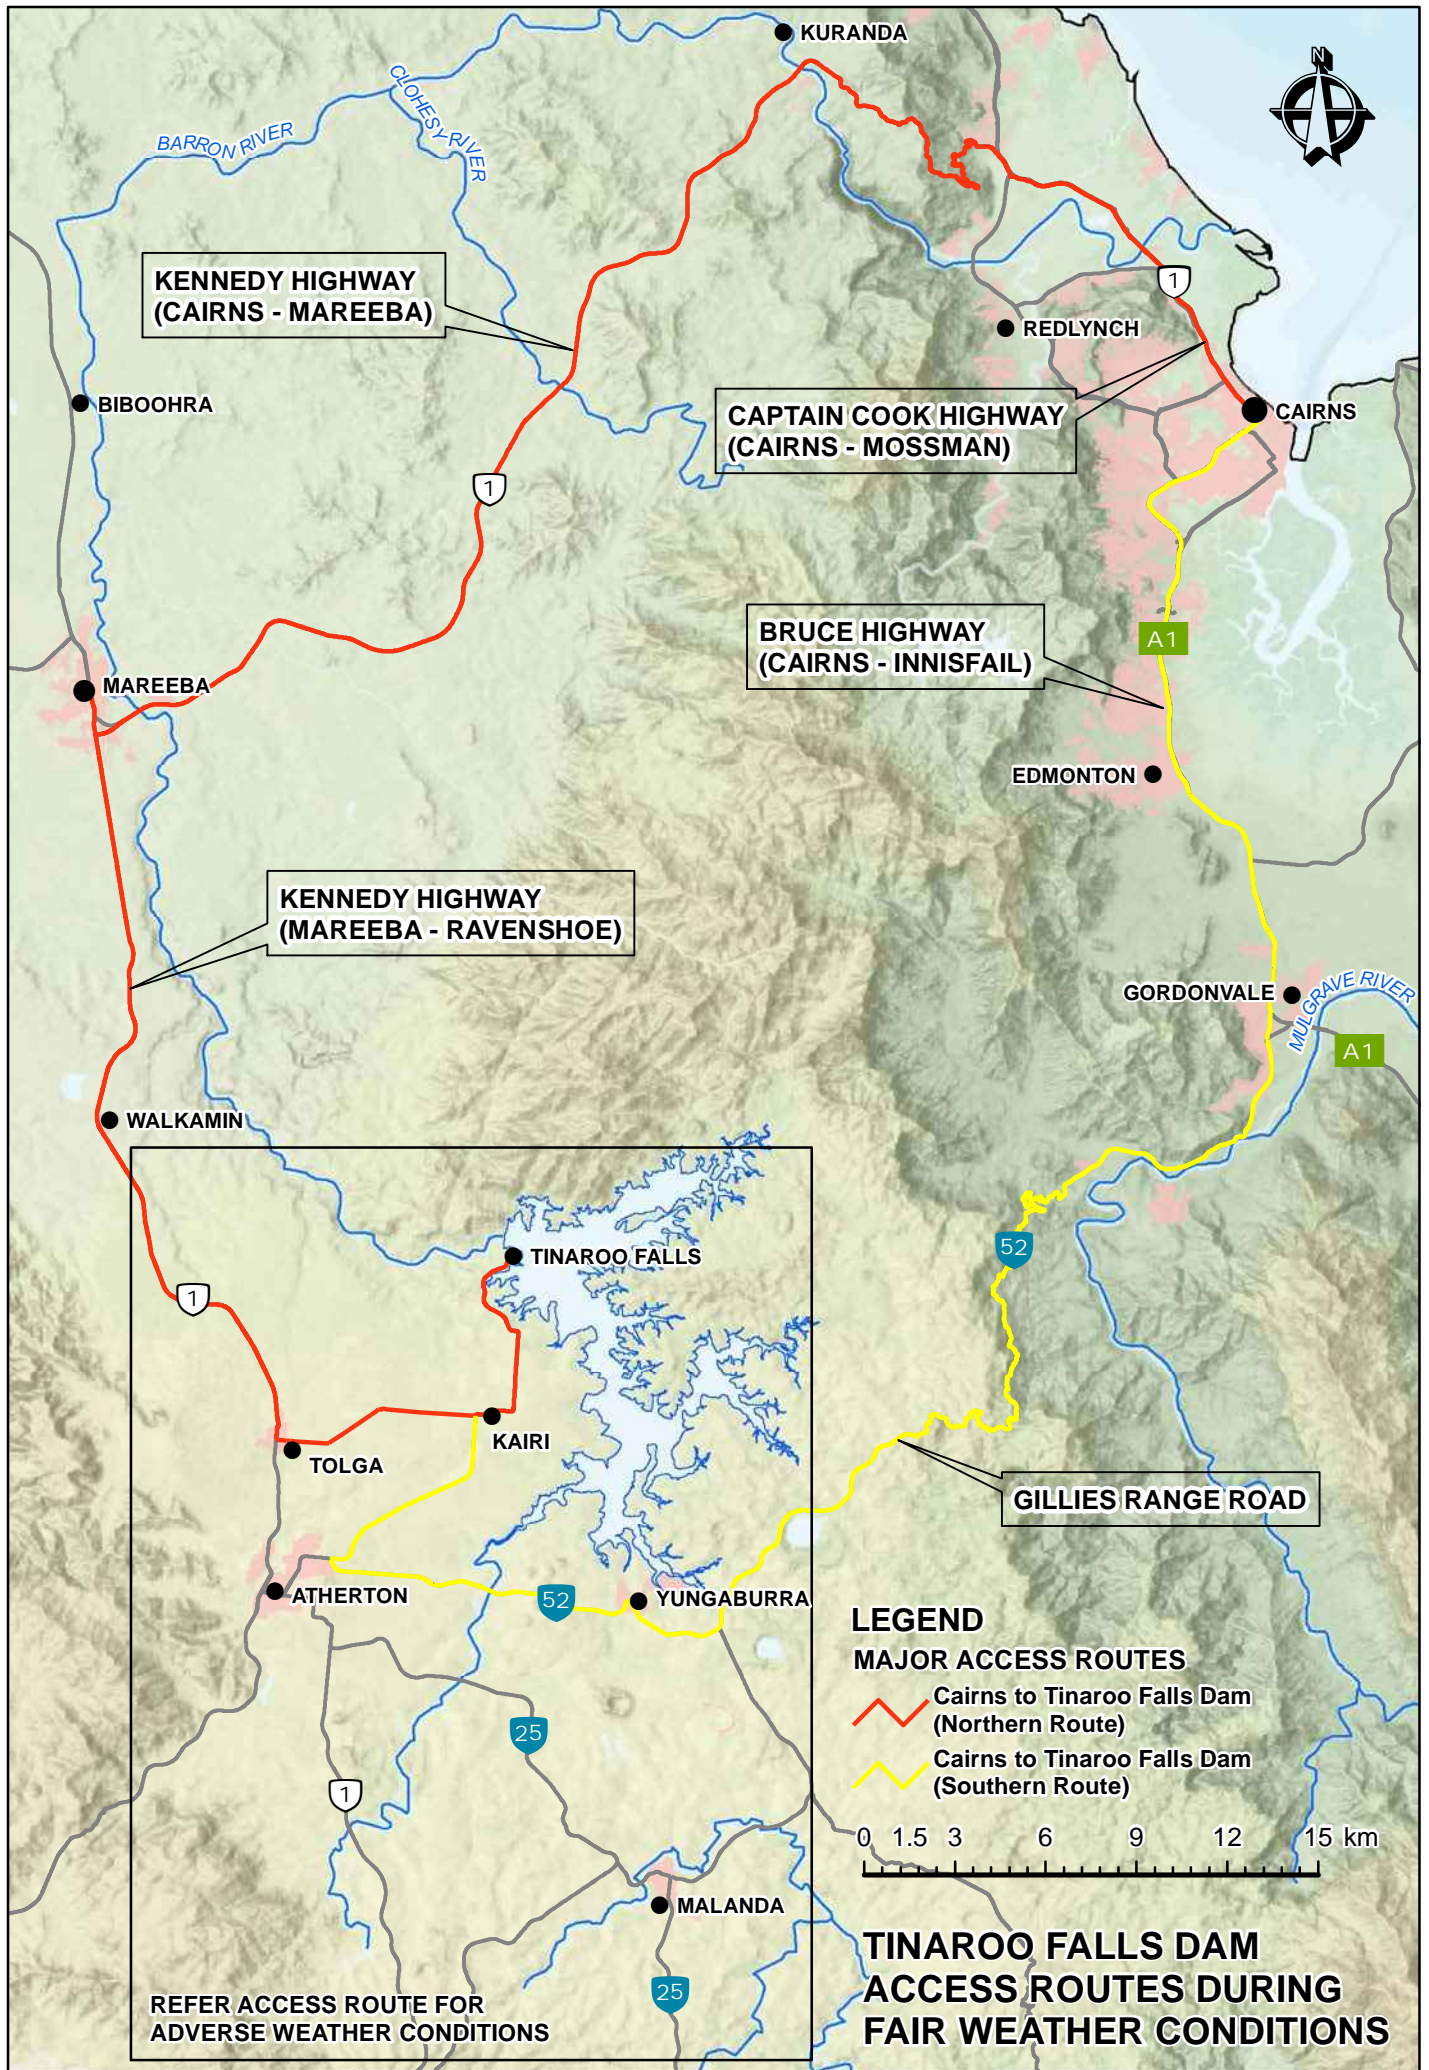 KURANDA
N
CLOHESY RIVER
BARRON RIVER
KENNEDY HIGHWAY
(CAIRNS - MAREEBA)
1
REDLYNCH
BIBOOHRA
CAPTAIN COOK HIGHWAY
(CAIRNS - MOSSMAN)
CAIRNS
1
BRUCE HIGHWAY
(CAIRNS - INNISFAIL)
A1
MAREEBA
EDMONTON
KENNEDY HIGHWAY
(MAREEBA - RAVENSHOE)
GORDONVALE
MULGRAVE RIVER
A1
WALKAMIN
TINAROO FALLS
52
1
KAIRI
TOLGA
GILLIES RANGE ROAD
ATHERTON
52
YUNGABURRA
LEGEND
MAJOR ACCESS ROUTES
Cairns to Tinaroo Falls Dam
(Northern Route)
Cairns to Tinaroo Falls Dam
(Southern Route)
25
1
0 1.5 3 6 9 12 15 km
MALANDA
25
REFER ACCESS ROUTE FOR
ADVERSE WEATHER CONDITIONS
TINAROO FALLS DAM
ACCESS ROUTES DURING
FAIR WEATHER CONDITIONS